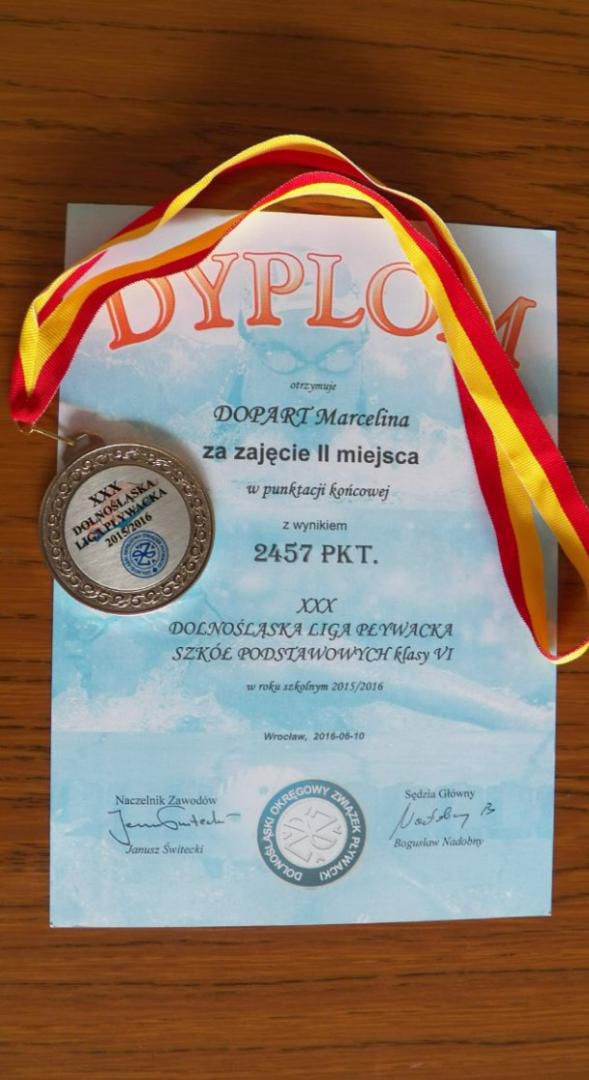 DYPLOM
otrzymuje
DOPART Marcelina
za zajęcie II miejsca
w punktacji końcowej
z wynikiem
2457 PKT.
XXX
DOLNOŚLĄSKA LIGA PŁYWACKA
SZKÓŁ PODSTAWOWYCH klasy VI
w roku szkolnym 2015/2016
Wrocław, 2016-06-10
Naczelnik Zawodów
Janusz Świtecki
Sędzia Główny
Nadobny B
Bogusław Nadobny
DOLNOŚLĄSKI OKRĘGOWY ZWIĄZEK PŁYWACKI
XXX
DOLNOŚLĄSKA
LIGA PŁYWACKA
2015/2016